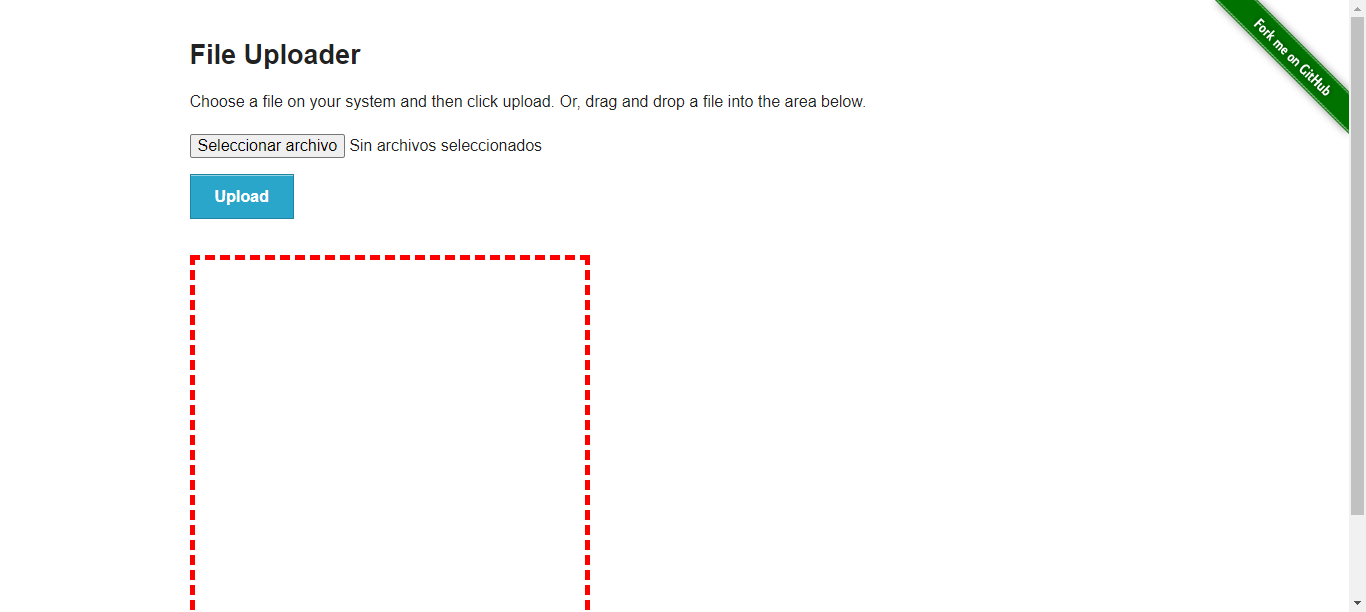 File Uploader
Fork me on GitHub
Choose a file on your system and then click upload. Or, drag and drop a file into the area below.
Seleccionar archivo Sin archivos seleccionados
Upload